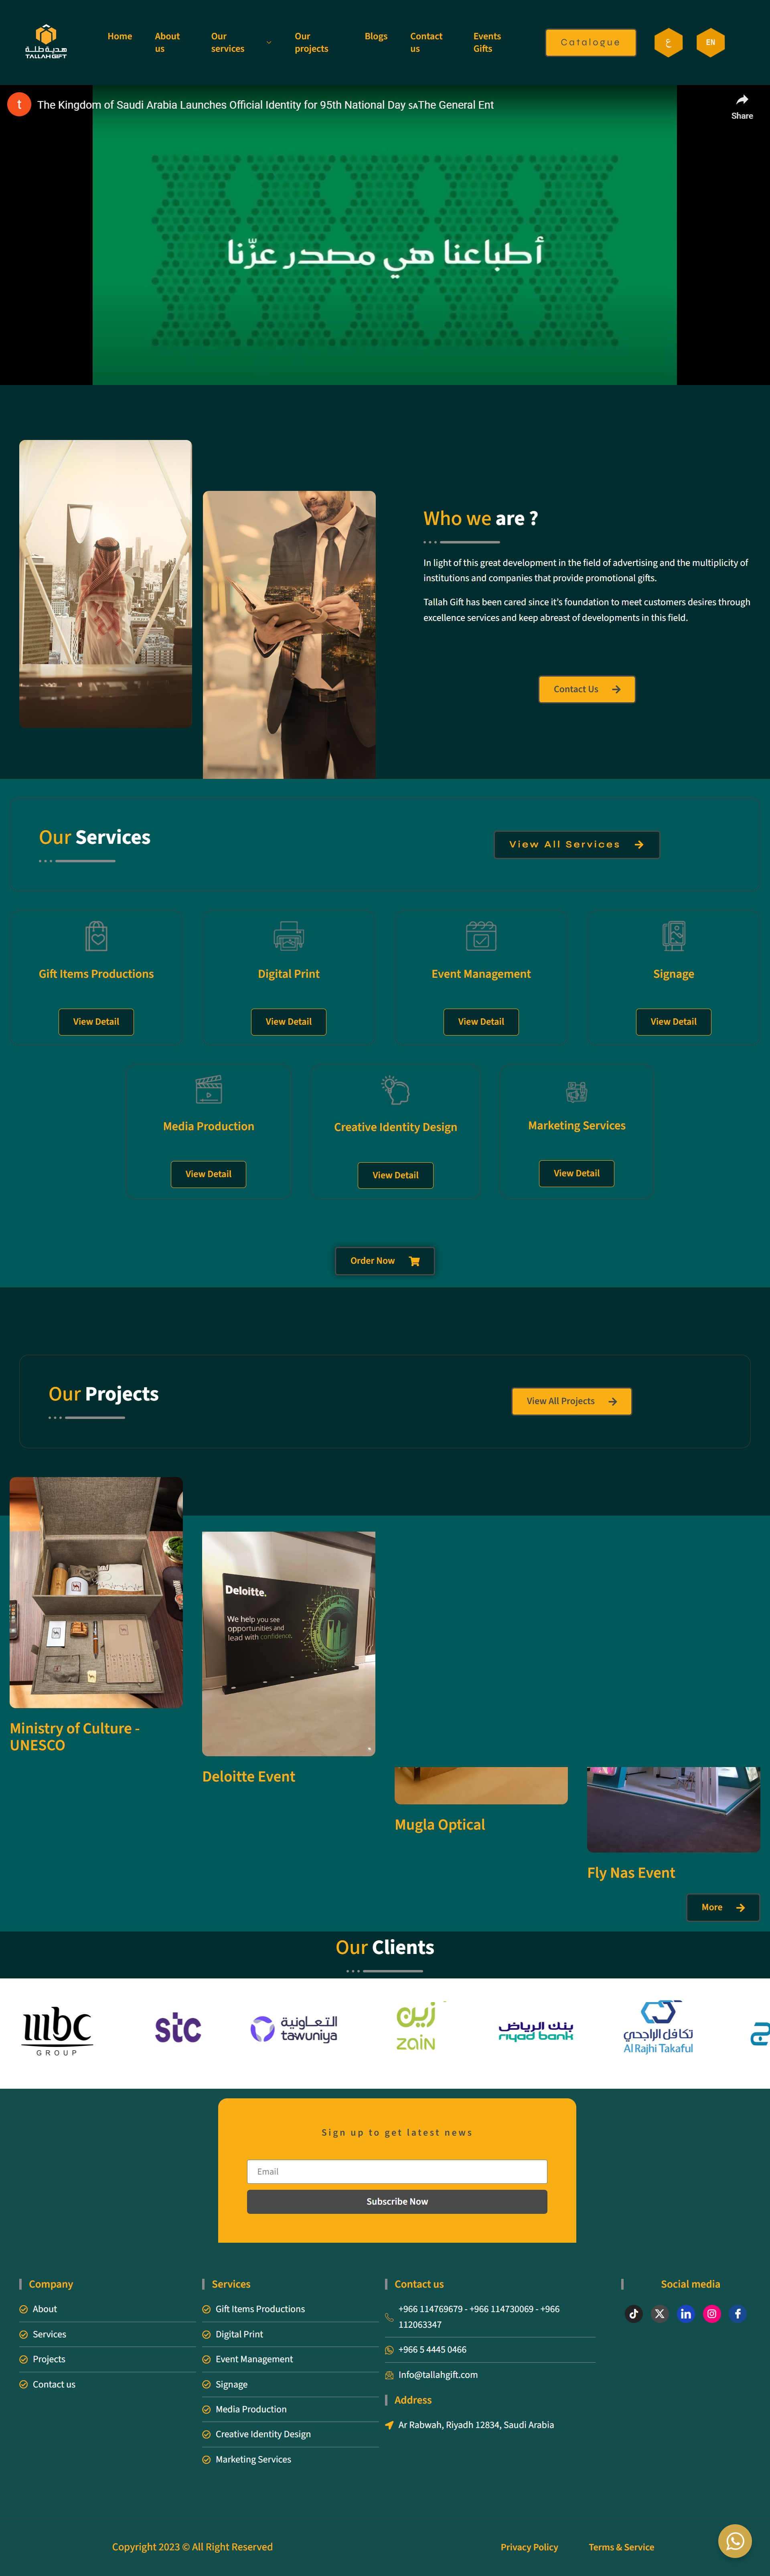 هدية طلة
TALLAH GIFT
Home
About us
Our services
Our projects
Blogs
Contact us
Events Gifts
Catalogue
ع
EN
t
The Kingdom of Saudi Arabia Launches Official Identity for 95th National Day SAThe General Ent
Share
أطباعنا هي مصدر عزّنا
Who we are ?
In light of this great development in the field of advertising and the multiplicity of
institutions and companies that provide promotional gifts.
Tallah Gift has been cared since it's foundation to meet customers desires through
excellence services and keep abreast of developments in this field.
Contact Us
Our Services
View All Services
Gift Items Productions
Digital Print
Event Management
Signage
View Detail
View Detail
View Detail
View Detail
Media Production
Creative Identity Design
Marketing Services
View Detail
View Detail
View Detail
Order Now
Our Projects
View All Projects
Deloitte.
We help you see
opportunities and
lead with confidence.
Ministry of Culture -
UNESCO
Deloitte Event
Mugla Optical
Fly Nas Event
More
Our Clients
mbc
GROUP
stc
التعاونية
tawuniya
زين
zain
بنك الرياض
riyad bank
تكافل الراجحي
Al Rajhi Takaful
Sign up to get latest news
Email
Subscribe Now
Company
About
Services
Projects
Contact us
Services
Gift Items Productions
Digital Print
Event Management
Signage
Media Production
Creative Identity Design
Marketing Services
Contact us
+966 114769679 - +966 114730069 - +966
112063347
+966 5 4445 0466
Info@tallahgift.com
Address
Ar Rabwah, Riyadh 12834, Saudi Arabia
Social media
Copyright 2023 © All Right Reserved
Privacy Policy
Terms & Service